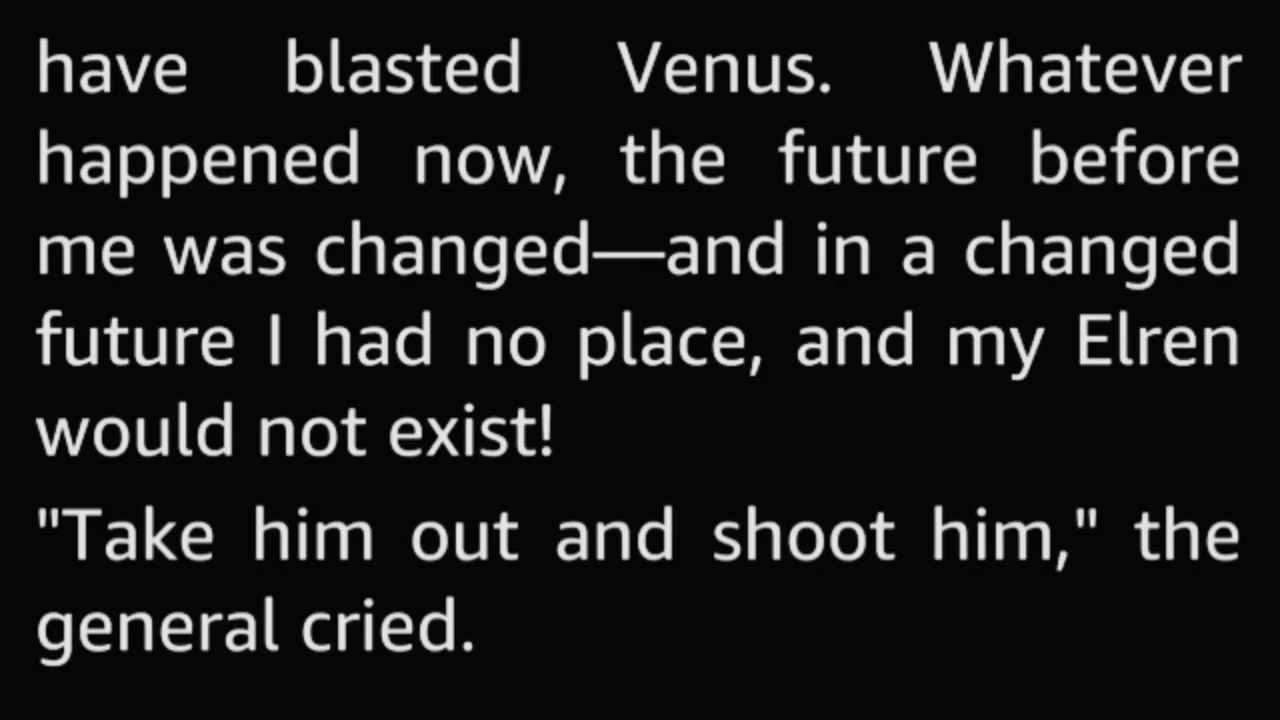 have blasted Venus. Whatever
happened now, the future before
me was changed—and in a changed
future I had no place, and my Elren
would not exist!
"Take him out and shoot him," the
general cried.